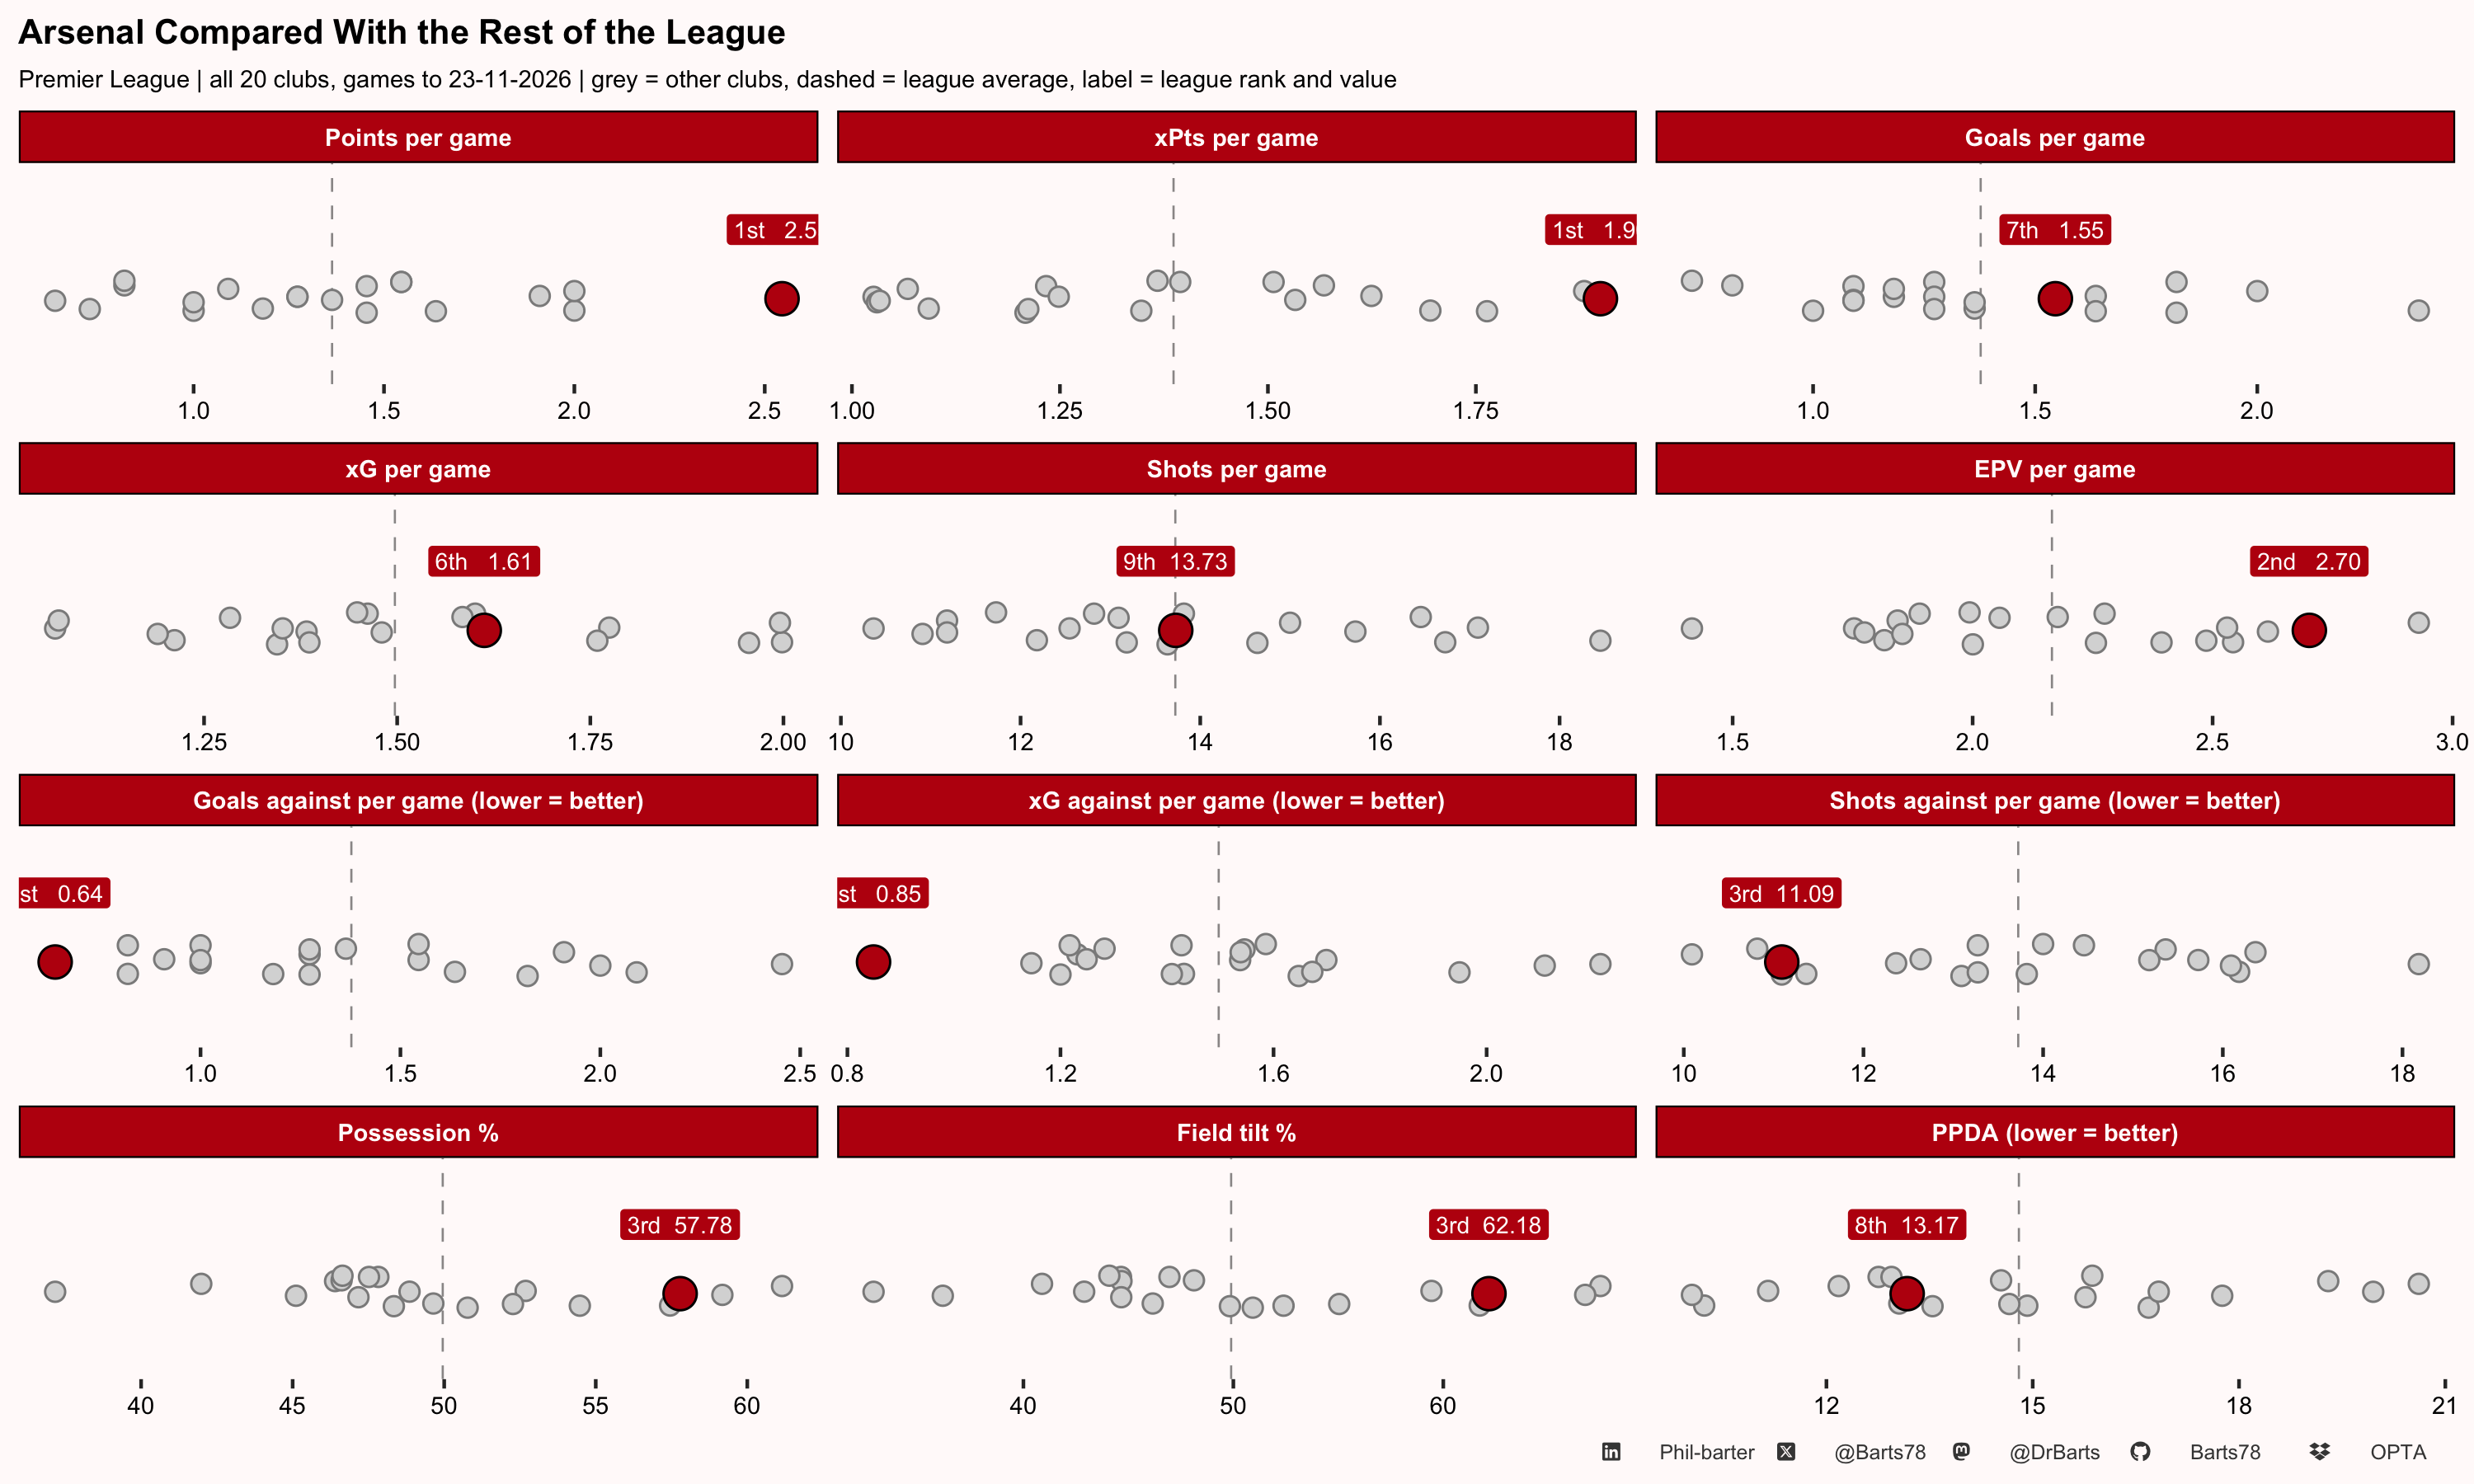 Arsenal Compared With the Rest of the League
Premier League | all 20 clubs, games to 23-11-2026 | grey = other clubs, dashed = league average, label = league rank and value
Points per game
xPts per game
Goals per game
1st 2.5
1st 1.9
7th 1.55
1.0 1.5 2.0 2.5
1.00 1.25 1.50 1.75
1.0 1.5 2.0
xG per game
Shots per game
EPV per game
6th 1.61
9th 13.73
2nd 2.70
1.25 1.50 1.75 2.00
10 12 14 16 18
1.5 2.0 2.5 3.0
Goals against per game (lower = better)
xG against per game (lower = better)
Shots against per game (lower = better)
st 0.64
st 0.85
3rd 11.09
1.0 1.5 2.0 2.5
0.8 1.2 1.6 2.0
10 12 14 16 18
Possession %
Field tilt %
PPDA (lower = better)
3rd 57.78
3rd 62.18
8th 13.17
40 45 50 55 60
40 50 60
12 15 18 21
Phil-barter @Barts78 @DrBarts Barts78 OPTA